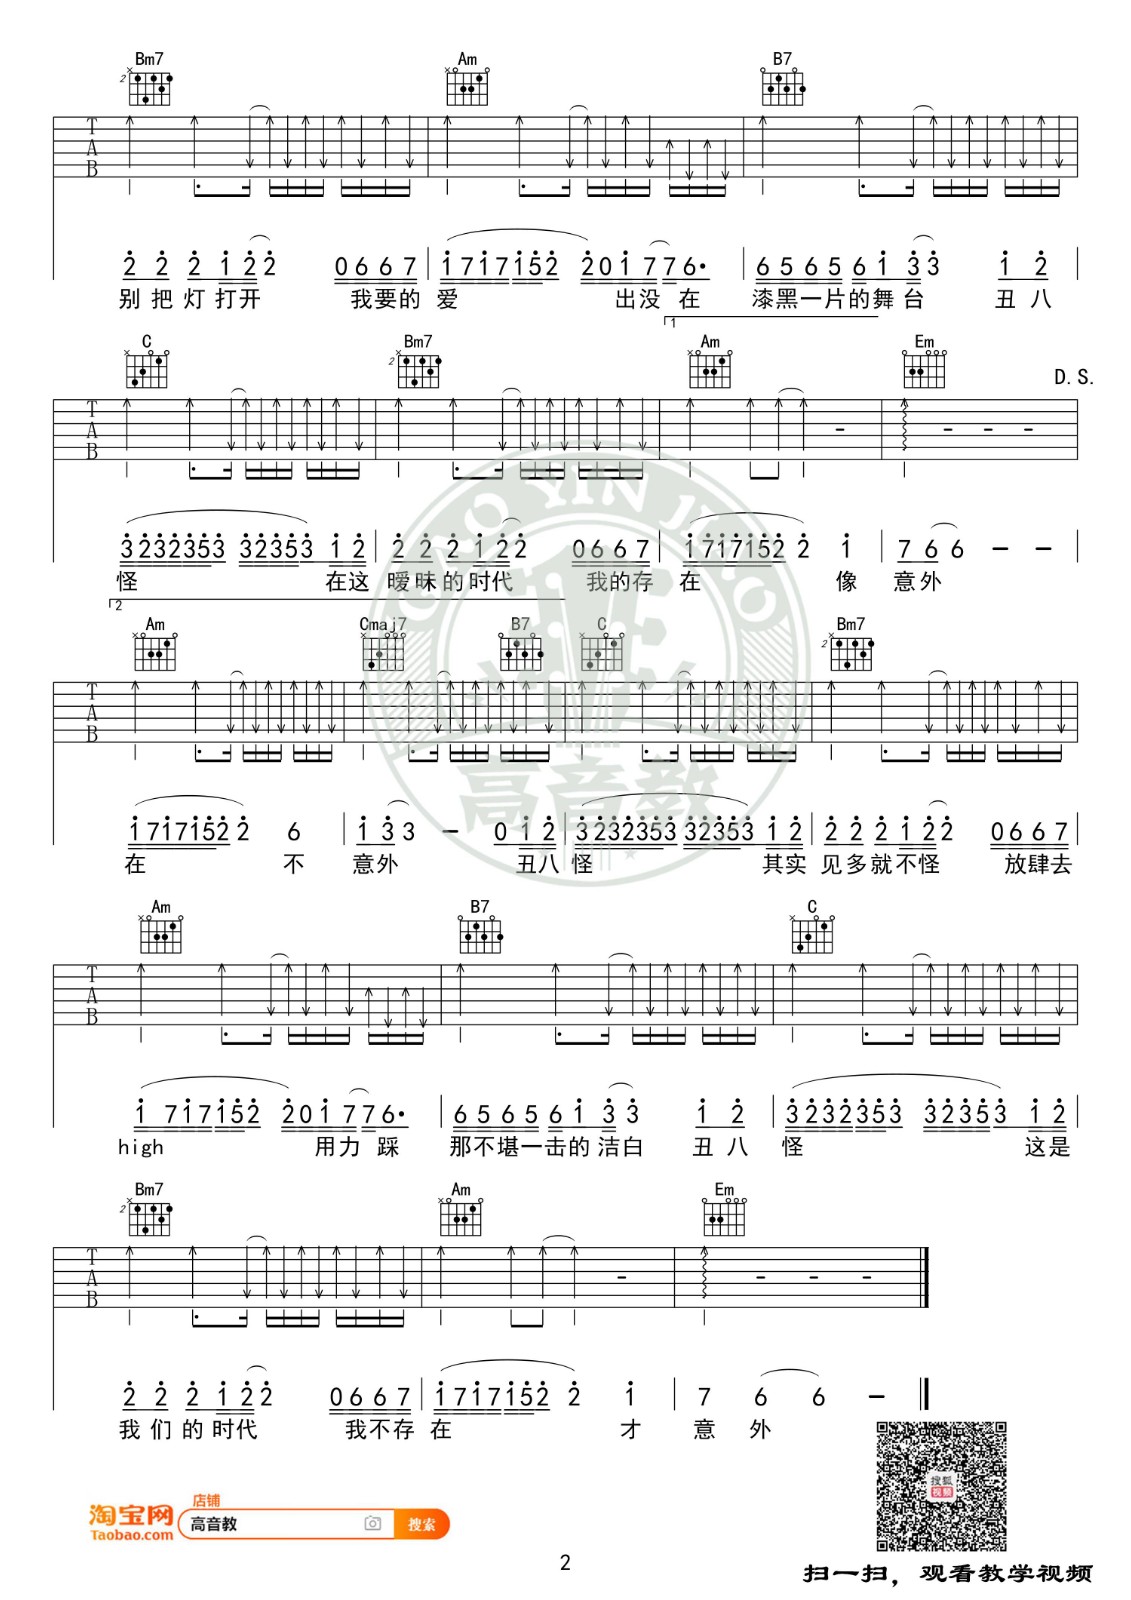 Bm7 Am B7
2
T
A
B
2 2 2 1 2 2 0 6 6 7 1 7 1 7 1 5 2 2 0 1 7 7 6· 6 5 6 5 6 1 3 3 1 2
别 把 灯 打 开 我要的 爱 出没 在 漆黑一片的舞 台 丑 八
1
C Bm7 Am Em
2
D.S.
T
A
B
3 2 3 2 3 5 3 3 2 3 5 3 1 2 2 2 2 1 2 2 0 6 6 7 1 7 1 7 1 5 2 2 1 7 6 6 – –
怪 在这 暧昧的时代 我的存 在 像 意外
2
Am Cmaj7 B7 C Bm7
2
T
A
B
1 7 1 7 1 5 2 2 6 1 3 3 – 0 1 2 3 2 3 2 3 5 3 3 2 3 5 3 1 2 2 2 2 1 2 2 0 6 6 7
在 不 意外 丑八 怪 其实 见多就不怪 放肆去
Am B7 C
T
A
B
1 7 1 7 1 5 2 2 0 1 7 7 6· 6 5 6 5 6 1 3 3 1 2 3 2 3 2 3 5 3 3 2 3 5 3 1 2
high 用力 踩 那不堪一击的洁白 丑 八 怪 这是
Bm7 Am Em
2
T
A
B
2 2 2 1 2 2 0 6 6 7 1 7 1 7 1 5 2 2 1 7 6 6 –
我 们 的 时代 我不存 在 才 意 外
GAO YIN JIAO
高音教
搜狐
视频
店铺
淘宝网
Taobao.com
高音教
搜索
2
扫一扫，观看教学视频